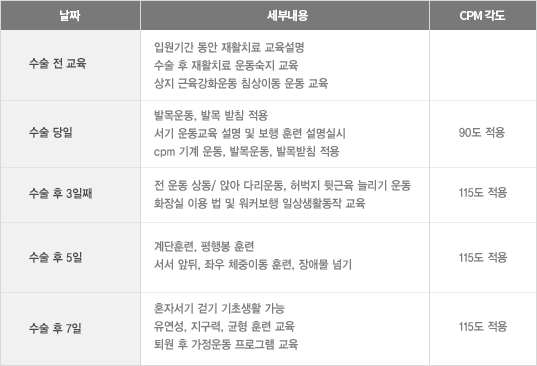 날짜 세부내용 CPM 각도
수술 전 교육
입원기간 동안 재활치료 교육설명
수술 후 재활치료 운동숙지 교육
상지 근육강화운동 침상이동 운동 교육
수술 당일
발목운동, 발목 받침 적용
서기 운동교육 설명 및 보행 훈련 설명실시
cpm 기계 운동, 발목운동, 발목받침 적용
90도 적용
수술 후 3일째
전 운동 상동/ 앉아 다리운동, 허벅지 뒷근육 늘리기 운동
화장실 이용 법 및 워커보행 일상생활동작 교육
115도 적용
수술 후 5일
계단훈련, 평행봉 훈련
서서 앞뒤, 좌우 체중이동 훈련, 장애물 넘기
115도 적용
수술 후 7일
혼자서기 걷기 기초생활 가능
유연성, 지구력, 균형 훈련 교육
퇴원 후 가정운동 프로그램 교육
115도 적용